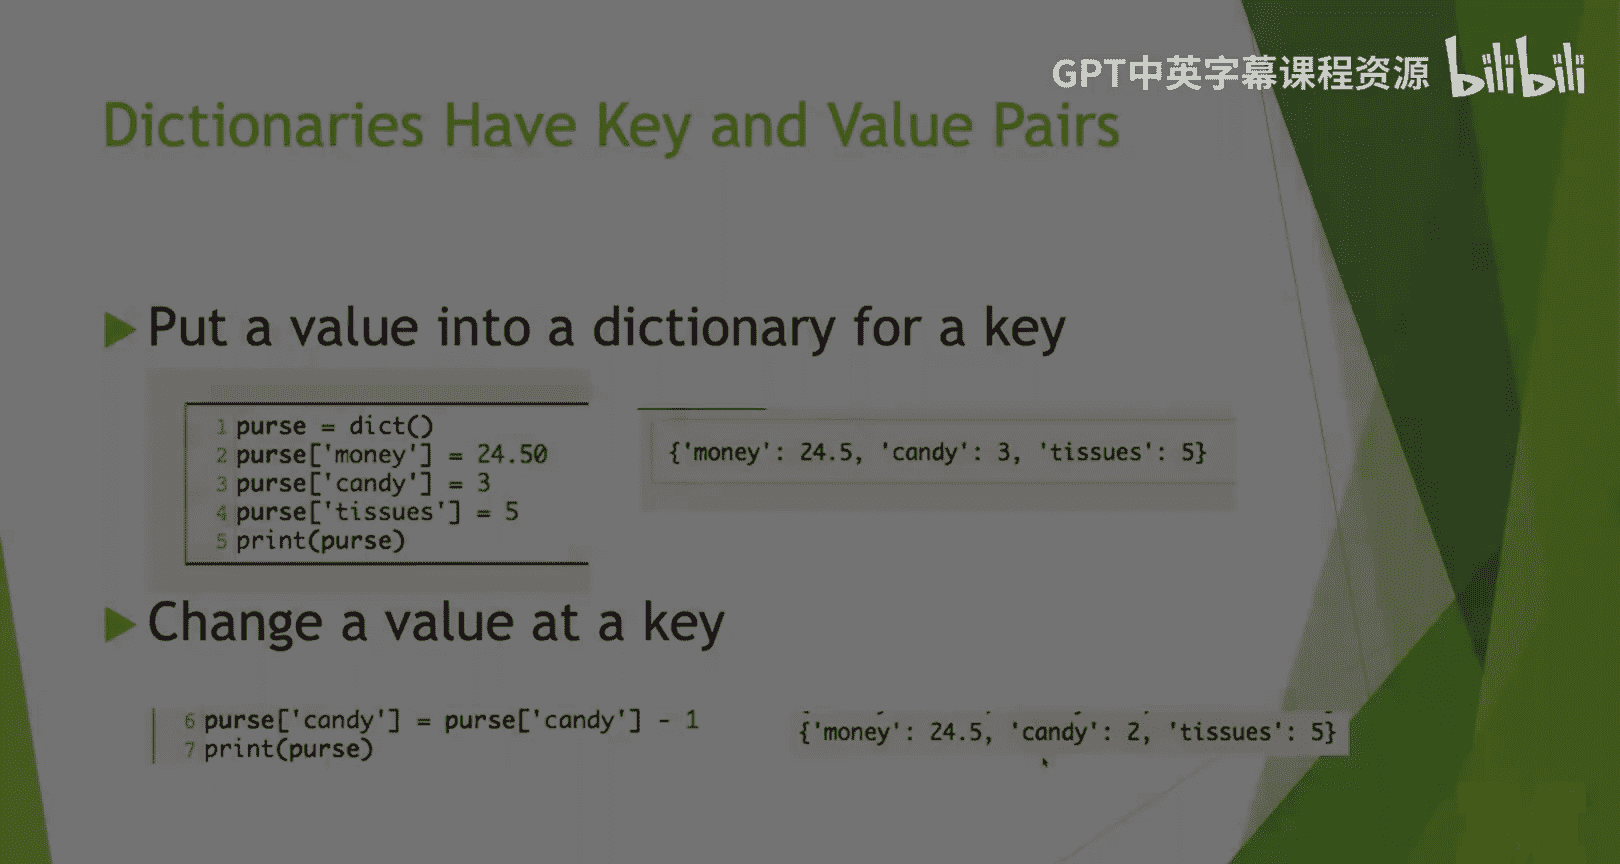 GPT中英字幕课程资源 bilibili
Dictionaries Have Key and Value Pairs
Put a value into a dictionary for a key
1 purse = dict()
2 purse['money'] = 24.50
3 purse['candy'] = 3
4 purse['tissues'] = 5
5 print(purse)
{'money': 24.5, 'candy': 3, 'tissues': 5}
Change a value at a key
6 purse['candy'] = purse['candy'] - 1
7 print(purse)
{'money': 24.5, 'candy': 2, 'tissues': 5}